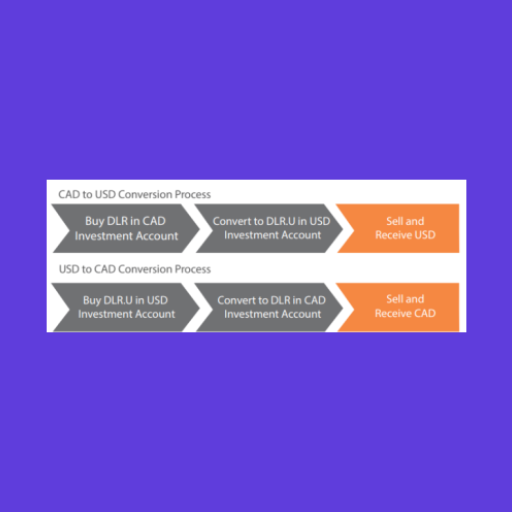 CAD to USD Conversion Process
Buy DLR in CAD
Investment Account
Convert to DLR.U in USD
Investment Account
Sell and
Receive USD
USD to CAD Conversion Process
Buy DLR.U in USD
Investment Account
Convert to DLR in CAD
Investment Account
Sell and
Receive CAD